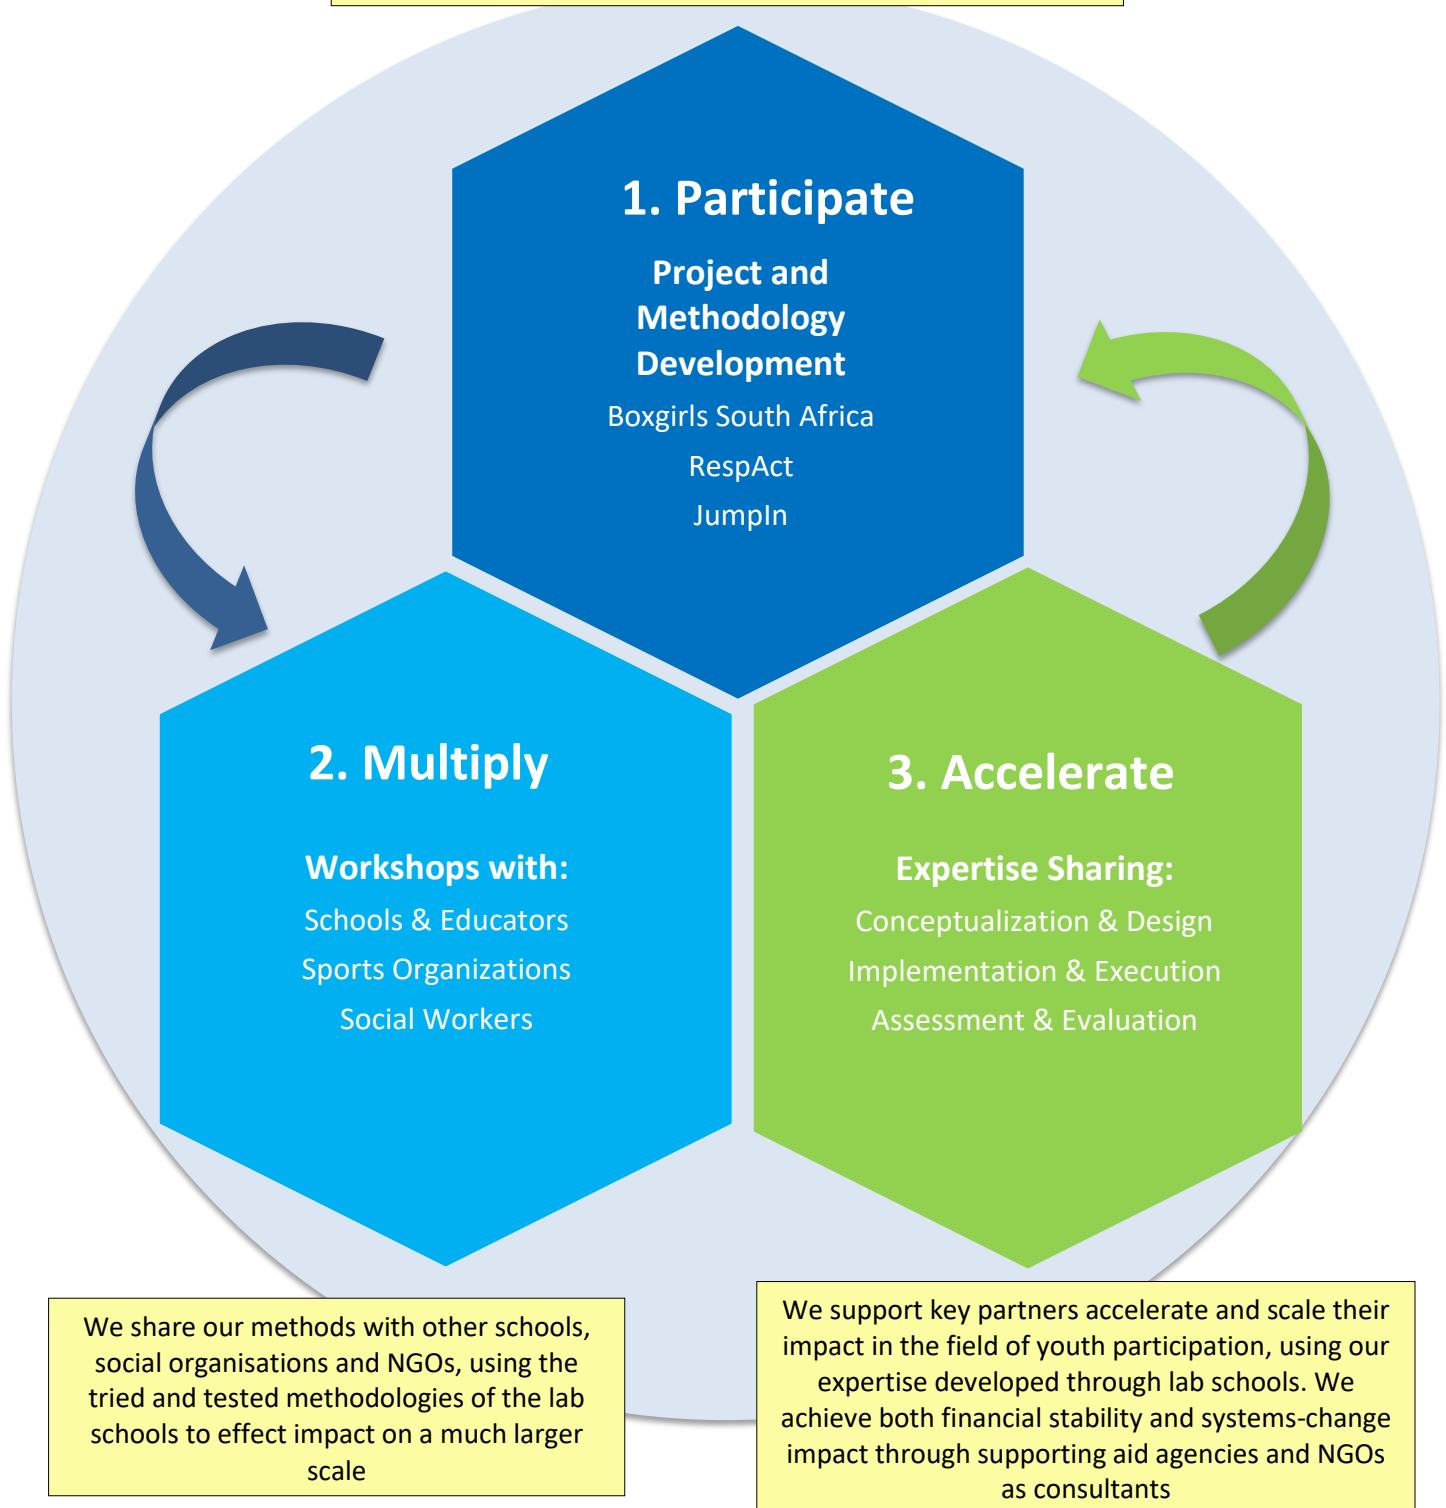 1. Participate
Project and
Methodology
Development
Boxgirls South Africa
RespAct
JumpIn
2. Multiply
Workshops with:
Schools & Educators
Sports Organizations
Social Workers
3. Accelerate
Expertise Sharing:
Conceptualization & Design
Implementation & Execution
Assessment & Evaluation
We share our methods with other schools,
social organisations and NGOs, using the
tried and tested methodologies of the lab
schools to effect impact on a much larger
scale
We support key partners accelerate and scale their
impact in the field of youth participation, using our
expertise developed through lab schools. We
achieve both financial stability and systems-change
impact through supporting aid agencies and NGOs
as consultants